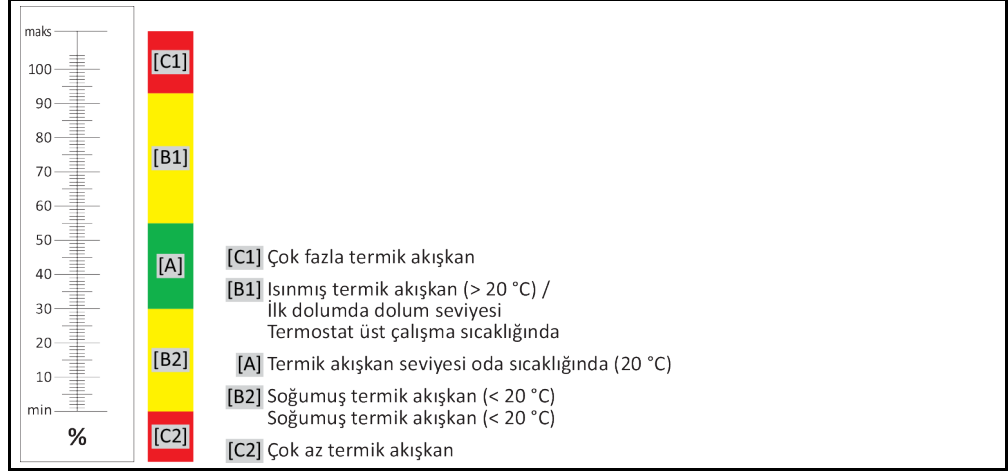 maks
100
90
80
70
60
50
40
30
20
10
min
%
[C1]
[B1]
[A]
[B2]
[C2]
[C1] Çok fazla termik akışkan
[B1] Isınmış termik akışkan (> 20 °C) /
İlk dolumda dolum seviyesi
Termostat üst çalışma sıcaklığında
[A] Termik akışkan seviyesi oda sıcaklığında (20 °C)
[B2] Soğumuş termik akışkan (< 20 °C)
Soğumuş termik akışkan (< 20 °C)
[C2] Çok az termik akışkan